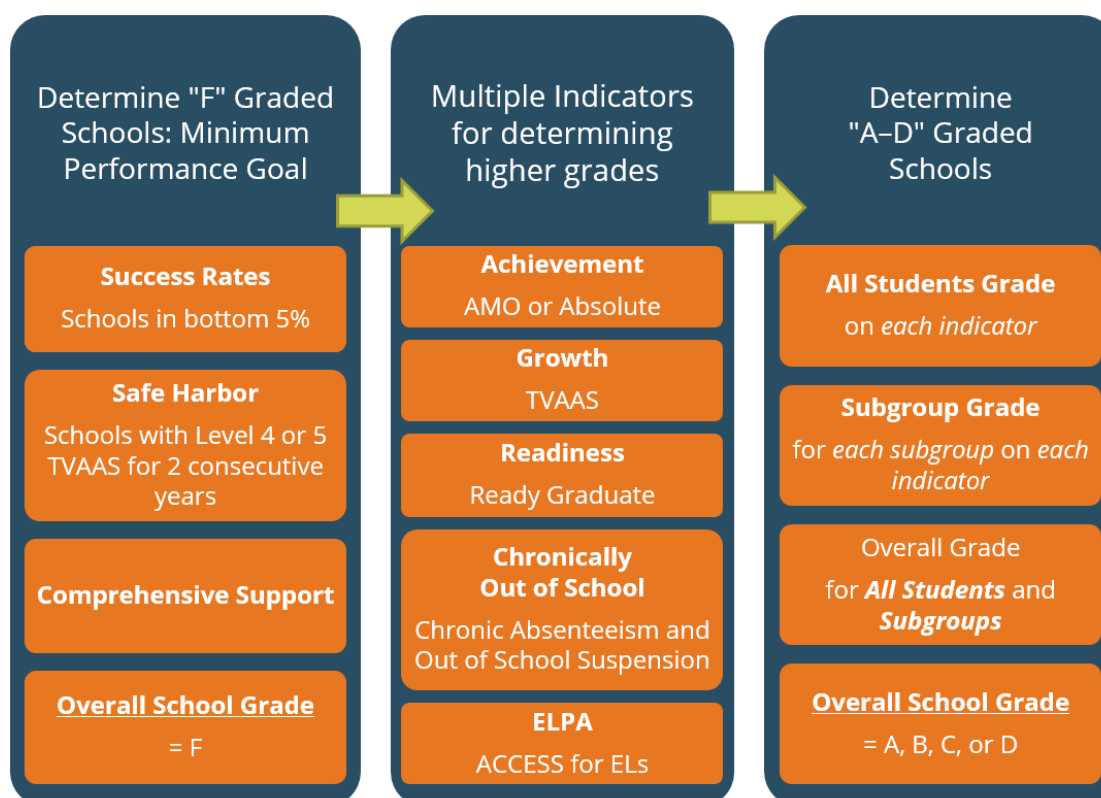 Determine "F" Graded
Schools: Minimum
Performance Goal
Success Rates
Schools in bottom 5%
Safe Harbor
Schools with Level 4 or 5
TVAAS for 2 consecutive
years
Comprehensive Support
Overall School Grade
= F
Multiple Indicators
for determining
higher grades
Achievement
AMO or Absolute
Growth
TVAAS
Readiness
Ready Graduate
Chronically
Out of School
Chronic Absenteeism and
Out of School Suspension
ELPA
ACCESS for ELs
Determine
"A–D" Graded
Schools
All Students Grade
on each indicator
Subgroup Grade
for each subgroup on each
indicator
Overall Grade
for All Students and
Subgroups
Overall School Grade
= A, B, C, or D